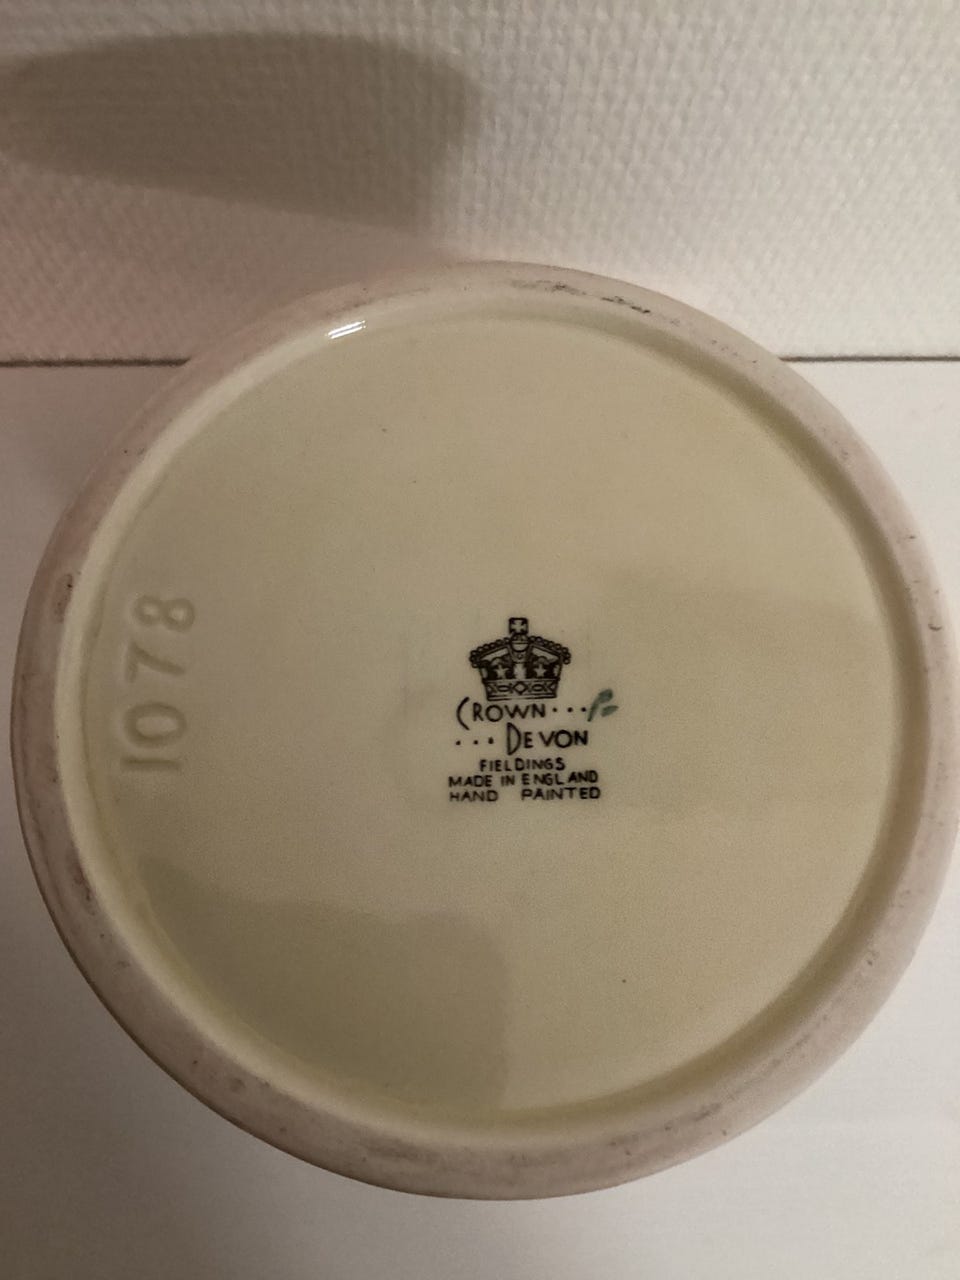 CROWN...
...DEVON
FIELDINGS
MADE IN ENGLAND
HAND PAINTED
1078